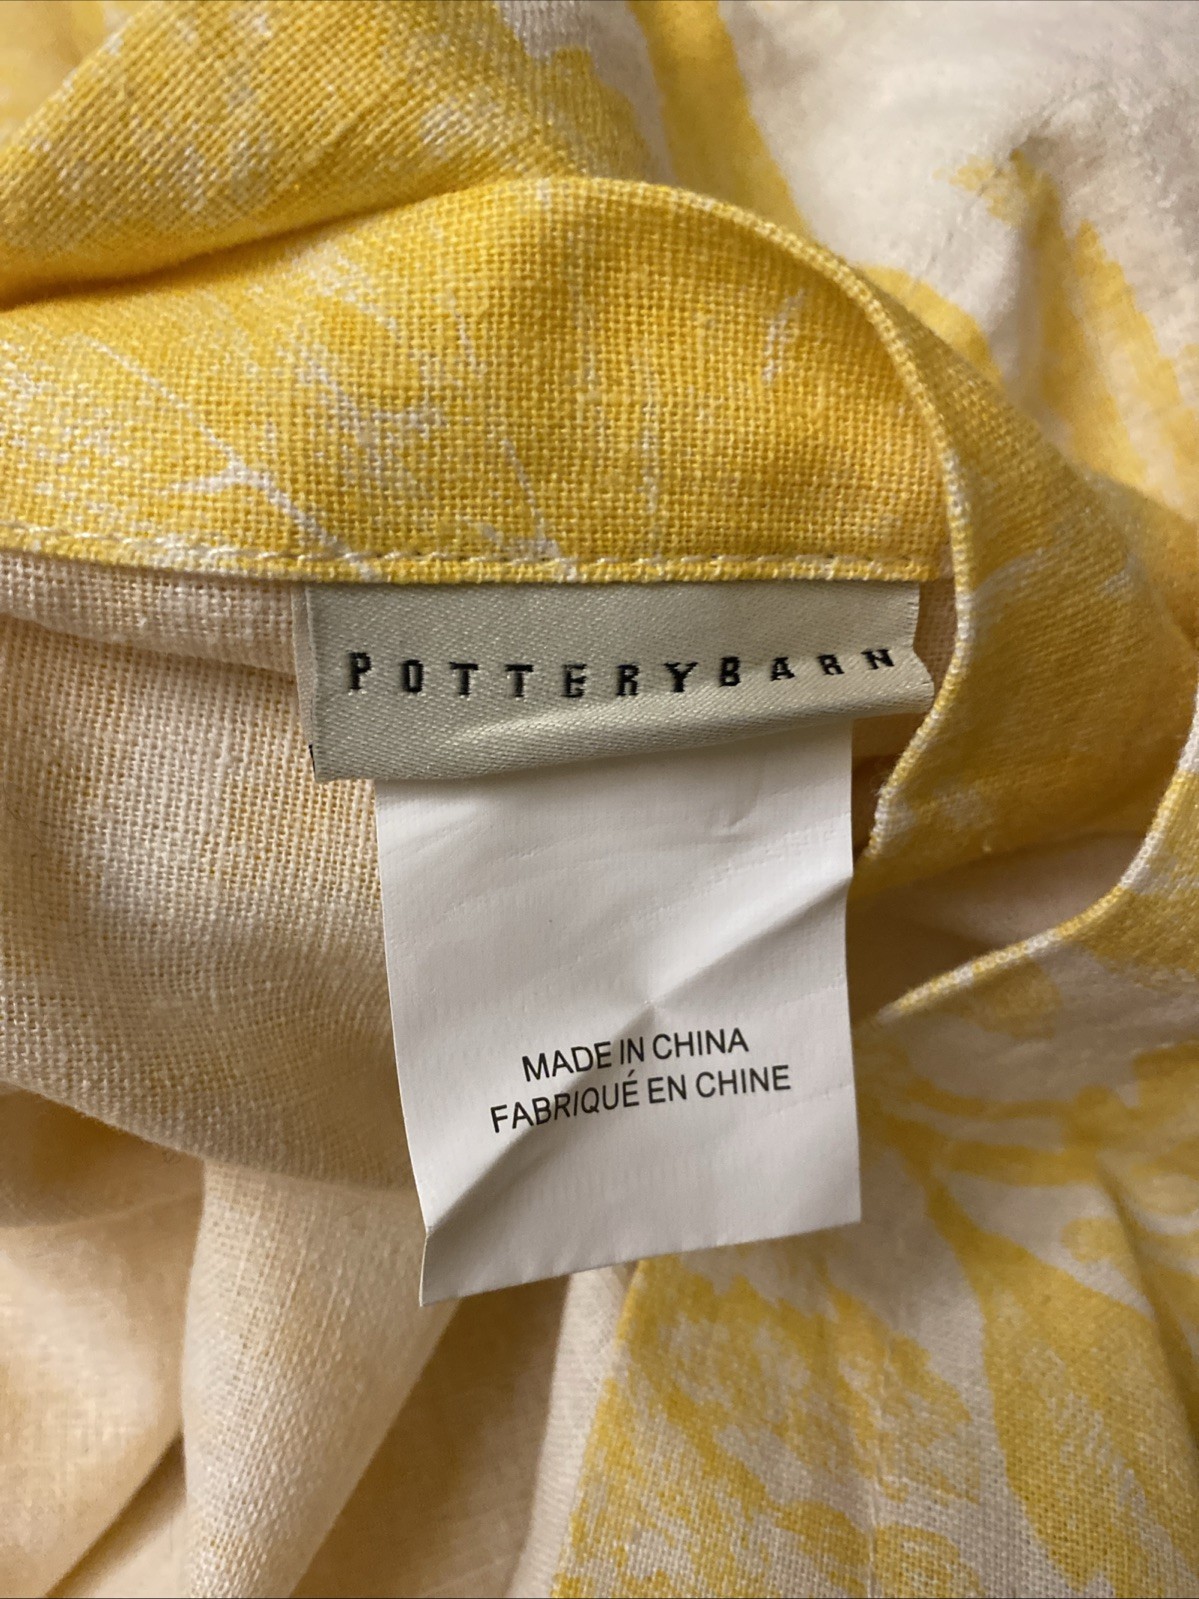 POTTERYBARN
MADE IN CHINA
FABRIQUÉ EN CHINE